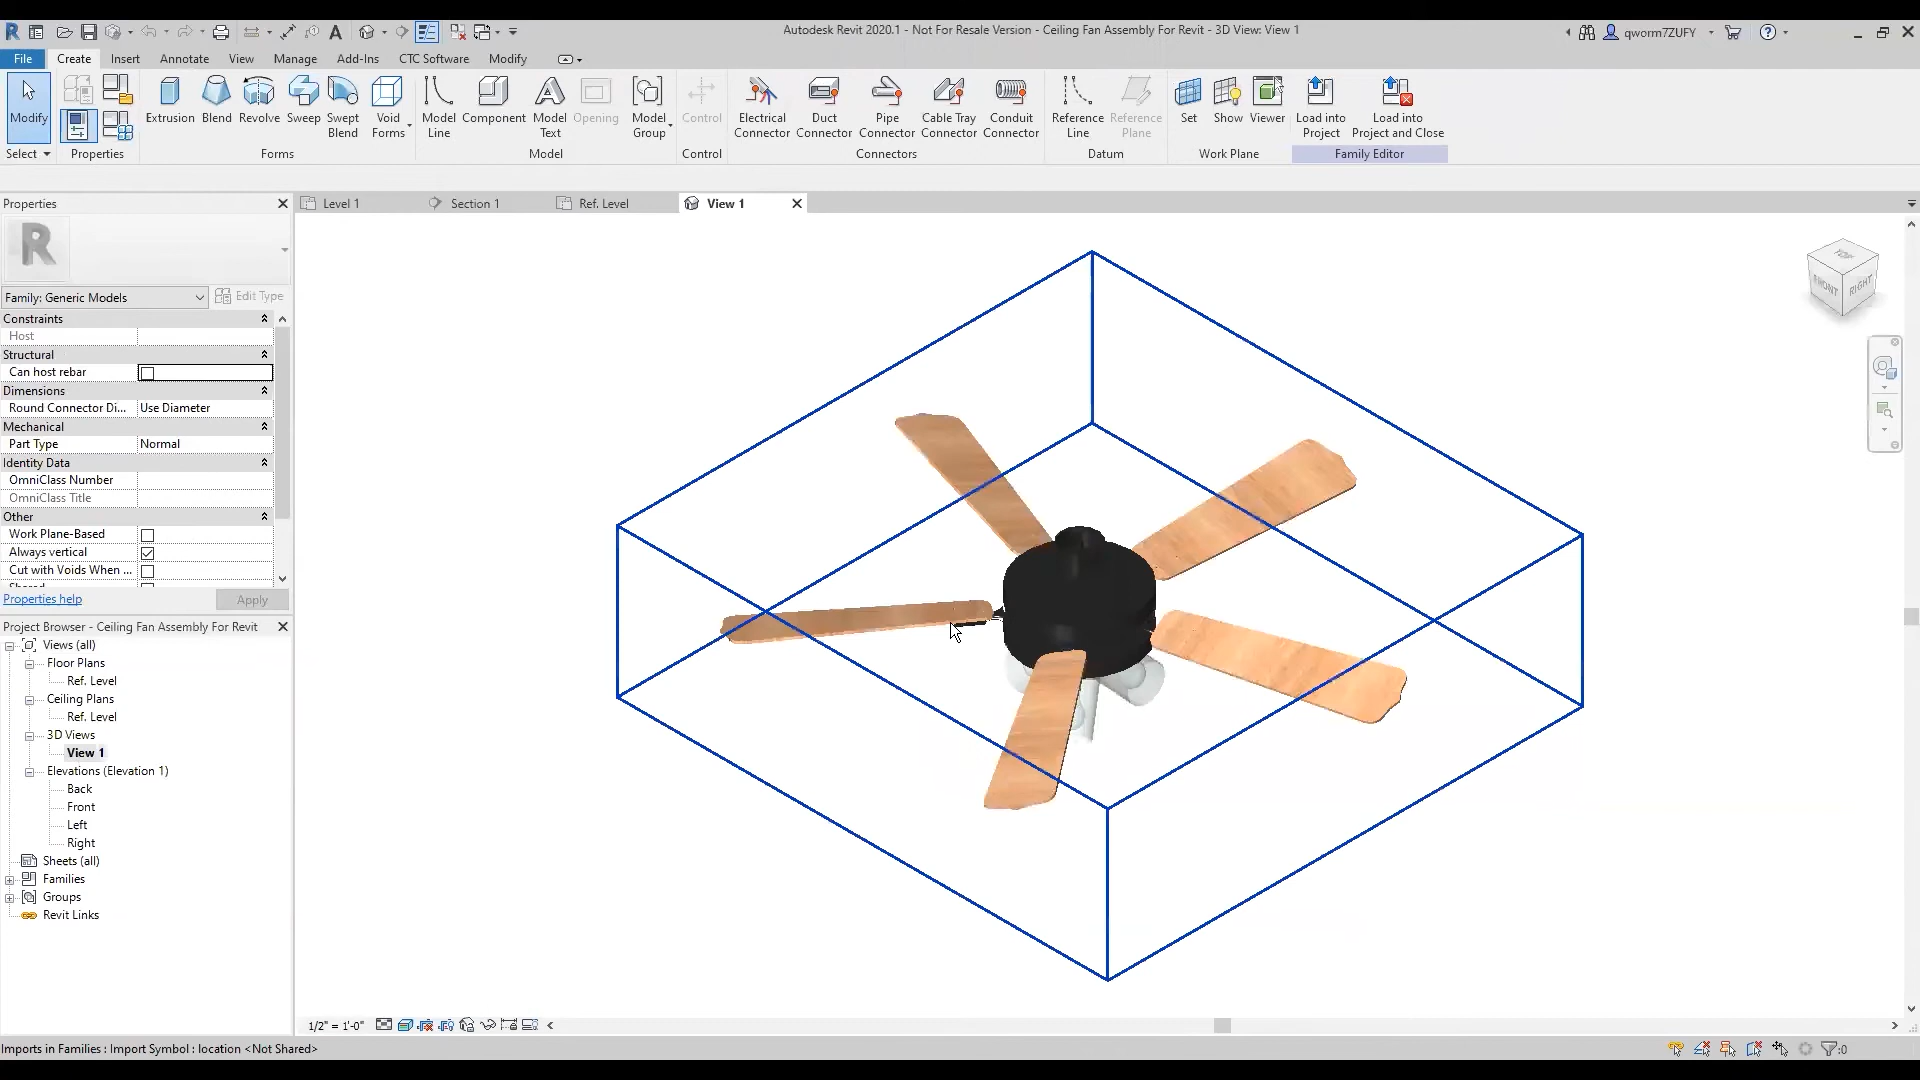 Autodesk Revit 2020.1 - Not For Resale Version - Ceiling Fan Assembly For Revit - 3D View: View 1
qworm7ZUFY
File Create Insert Annotate View Manage Add-Ins CTC Software Modify
Modify
Extrusion Blend Revolve Sweep Swept Blend Void Forms
Model Line Component Model Text Opening Model Group
Control
Electrical Connector Duct Connector Pipe Connector Cable Tray Connector Conduit Connector
Reference Line Reference Plane
Set Show Viewer
Load into Project Load into Project and Close
Select Properties Forms Model Control Connectors Datum Work Plane Family Editor
Properties
Level 1 Section 1 Ref. Level View 1
R
Family: Generic Models Edit Type
Constraints
Host
Structural
Can host rebar
Dimensions
Round Connector Di... Use Diameter
Mechanical
Part Type Normal
Identity Data
OmniClass Number
OmniClass Title
Other
Work Plane-Based
Always vertical
Cut with Voids When ...
Properties help Apply
Project Browser - Ceiling Fan Assembly For Revit
Views (all)
Floor Plans
Ref. Level
Ceiling Plans
Ref. Level
3D Views
View 1
Elevations (Elevation 1)
Back
Front
Left
Right
Sheets (all)
Families
Groups
Revit Links
TOP
FRONT RIGHT
1/2" = 1'-0"
Imports in Families : Import Symbol : location <Not Shared>
:0